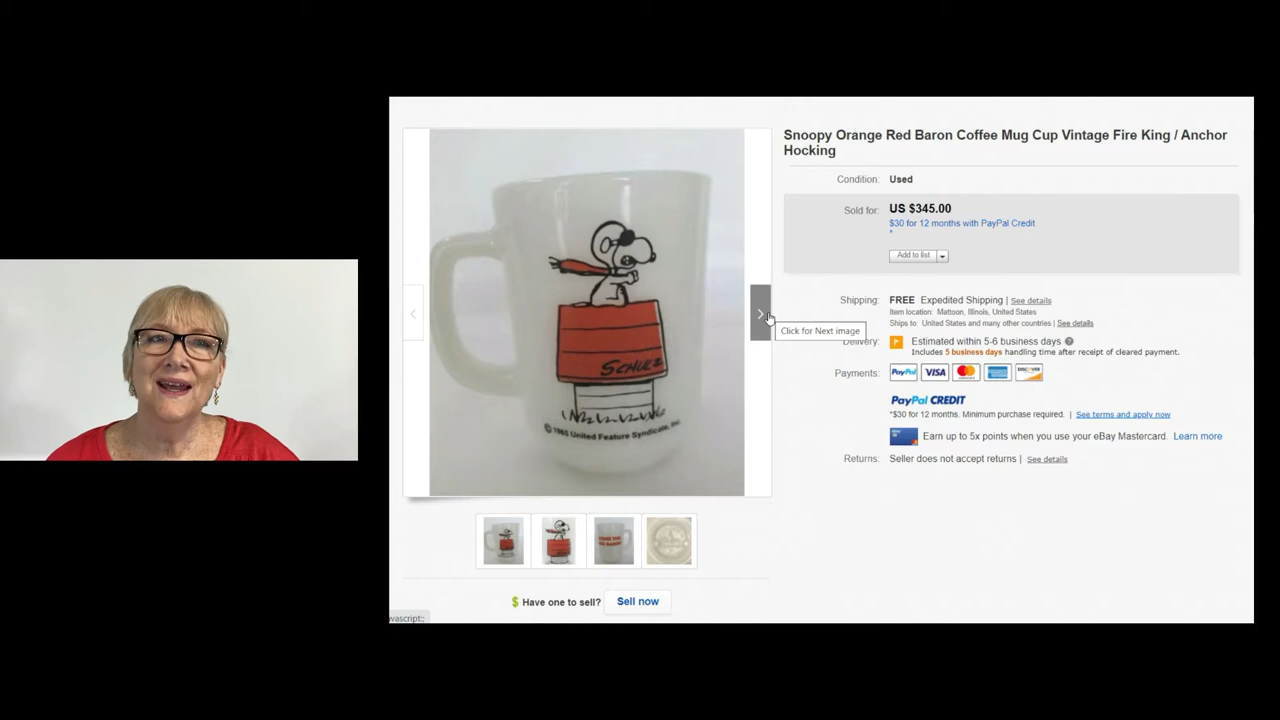 Snoopy Orange Red Baron Coffee Mug Cup Vintage Fire King / Anchor
Hocking
Condition: Used
Sold for: US $345.00
$30 for 12 months with PayPal Credit
*
Add to list
Shipping: FREE Expedited Shipping | See details
Item location: Mattoon, Illinois, United States
Ships to: United States and many other countries | See details
Click for Next image
Delivery: Estimated within 5-6 business days
Includes 5 business days handling time after receipt of cleared payment.
Payments: PayPal VISA MasterCard DISCOVER
PayPal CREDIT
*$30 for 12 months. Minimum purchase required. | See terms and apply now
Earn up to 5x points when you use your eBay Mastercard. Learn more
Returns: Seller does not accept returns | See details
SCHULZ
© 1965 United Feature Syndicate, Inc.
$ Have one to sell? Sell now
vascript:;